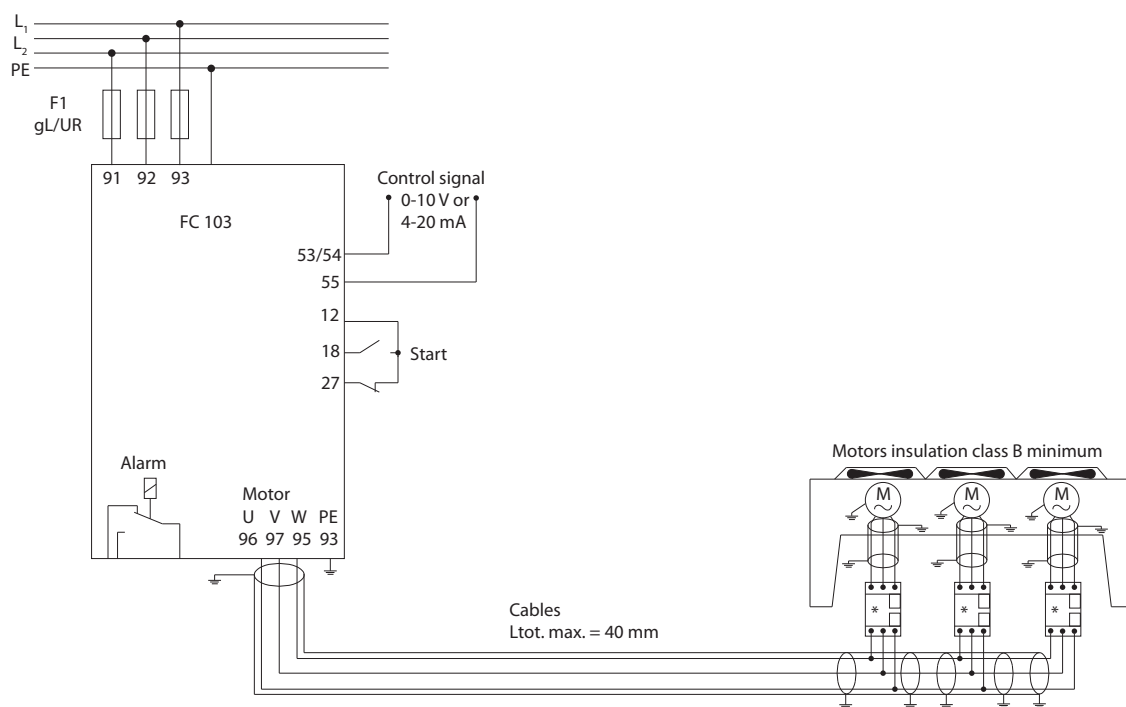 L1
L2
PE
F1
gL/UR
91 92 93
FC 103
Control signal
0-10 V or
4-20 mA
53/54
55
12
18
Start
27
Alarm
Motor
U V W PE
96 97 95 93
Cables
Ltot. max. = 40 mm
Motors insulation class B minimum
M M M
* * *